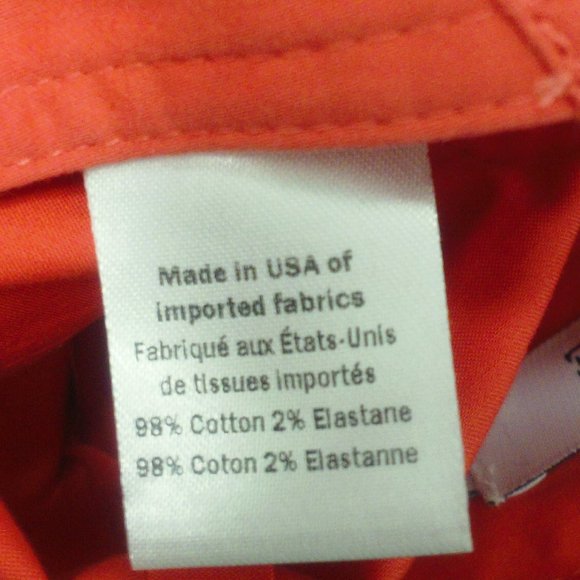 Made in USA of
imported fabrics
Fabriqué aux États-Unis
de tissues importés
98% Cotton 2% Elastane
98% Coton 2% Elastanne